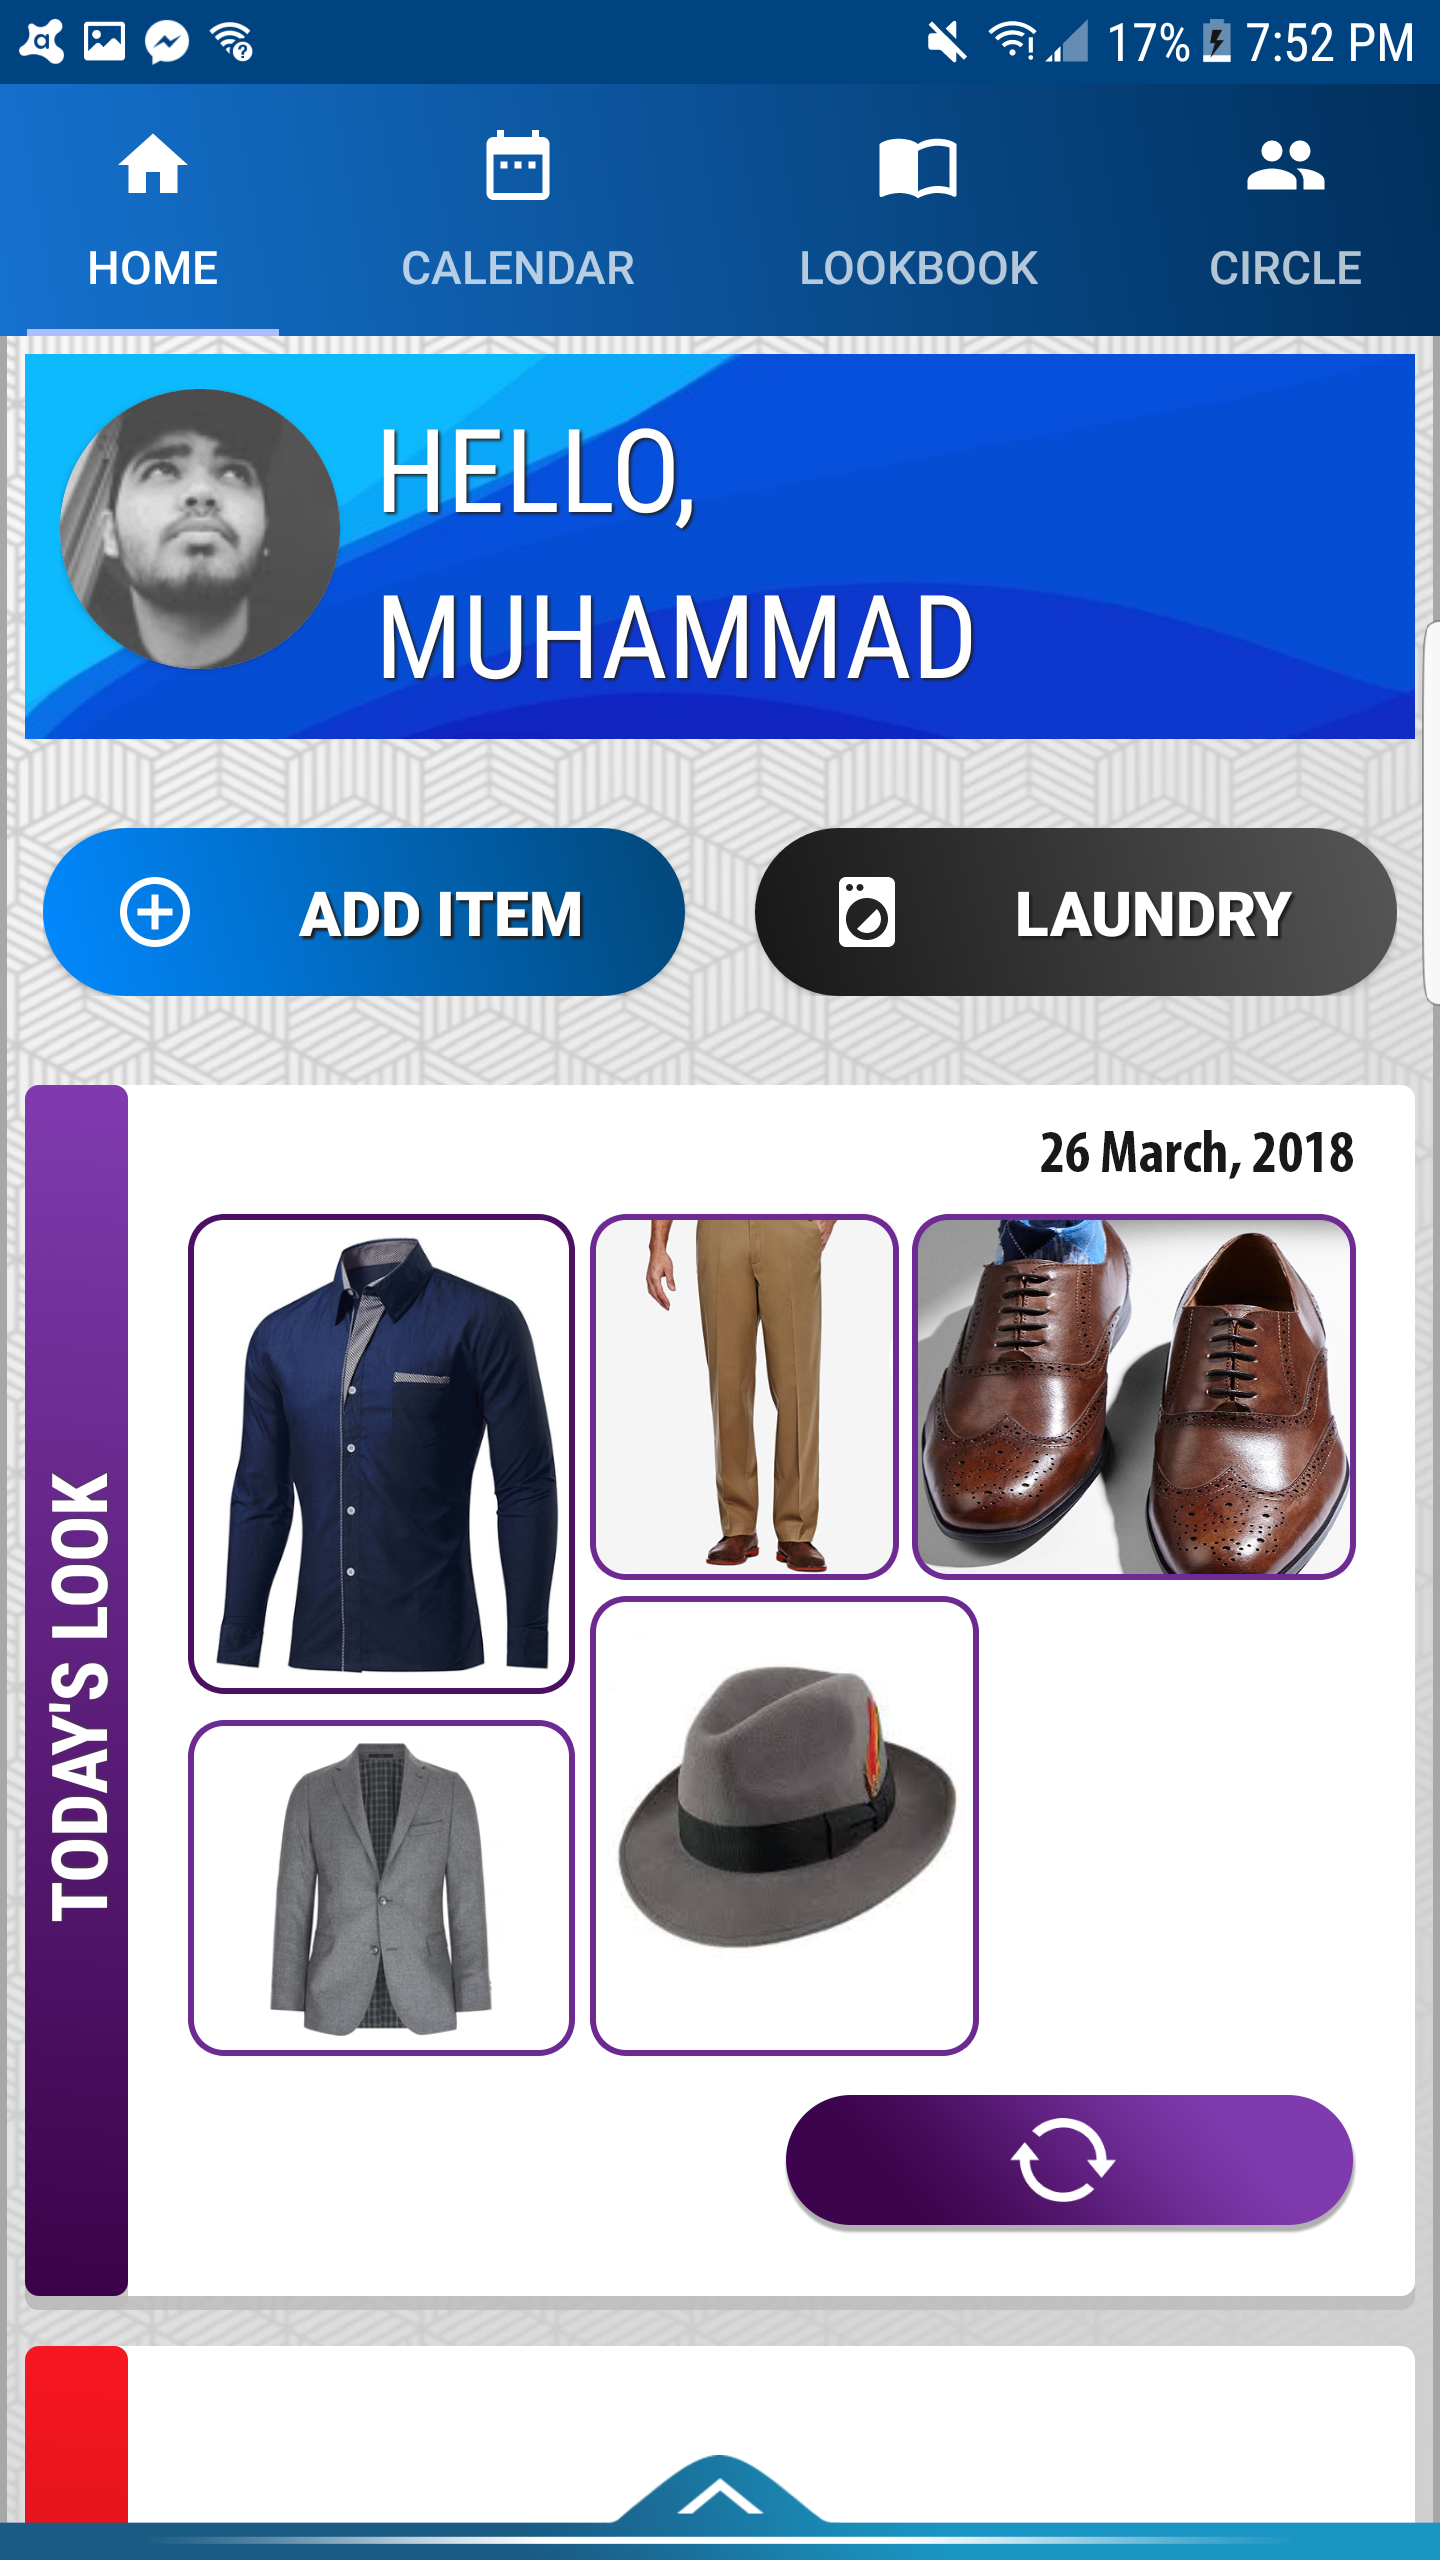 17% 7:52 PM
HOME CALENDAR LOOKBOOK CIRCLE
HELLO,
MUHAMMAD
ADD ITEM LAUNDRY
26 March, 2018
TODAY'S LOOK